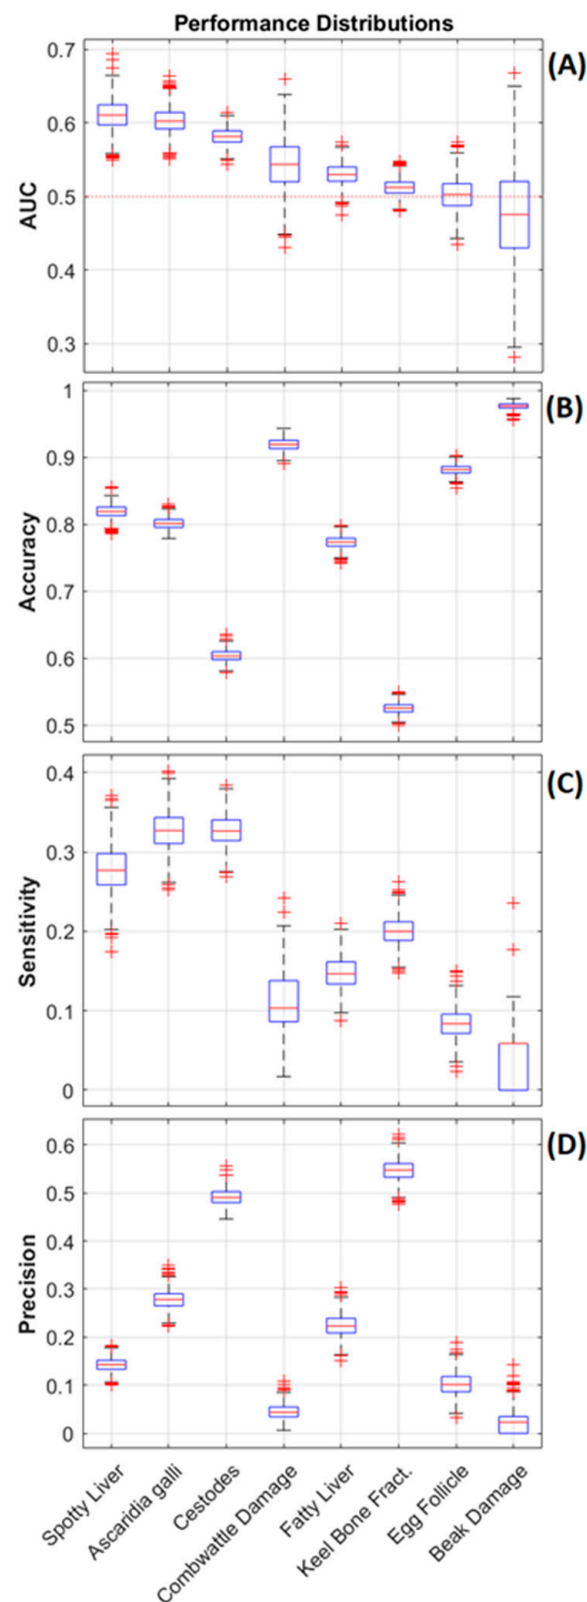 Performance Distributions
(A)
0.7
0.6
0.5
0.4
0.3
AUC
(B)
1
0.9
0.8
0.7
0.6
0.5
Accuracy
(C)
0.4
0.3
0.2
0.1
0
Sensitivity
(D)
0.6
0.5
0.4
0.3
0.2
0.1
0
Precision
Spotty Liver
Ascaridia galli
Cestodes
Combwattle Damage
Fatty Liver
Keel Bone Fract.
Egg Follicle
Beak Damage